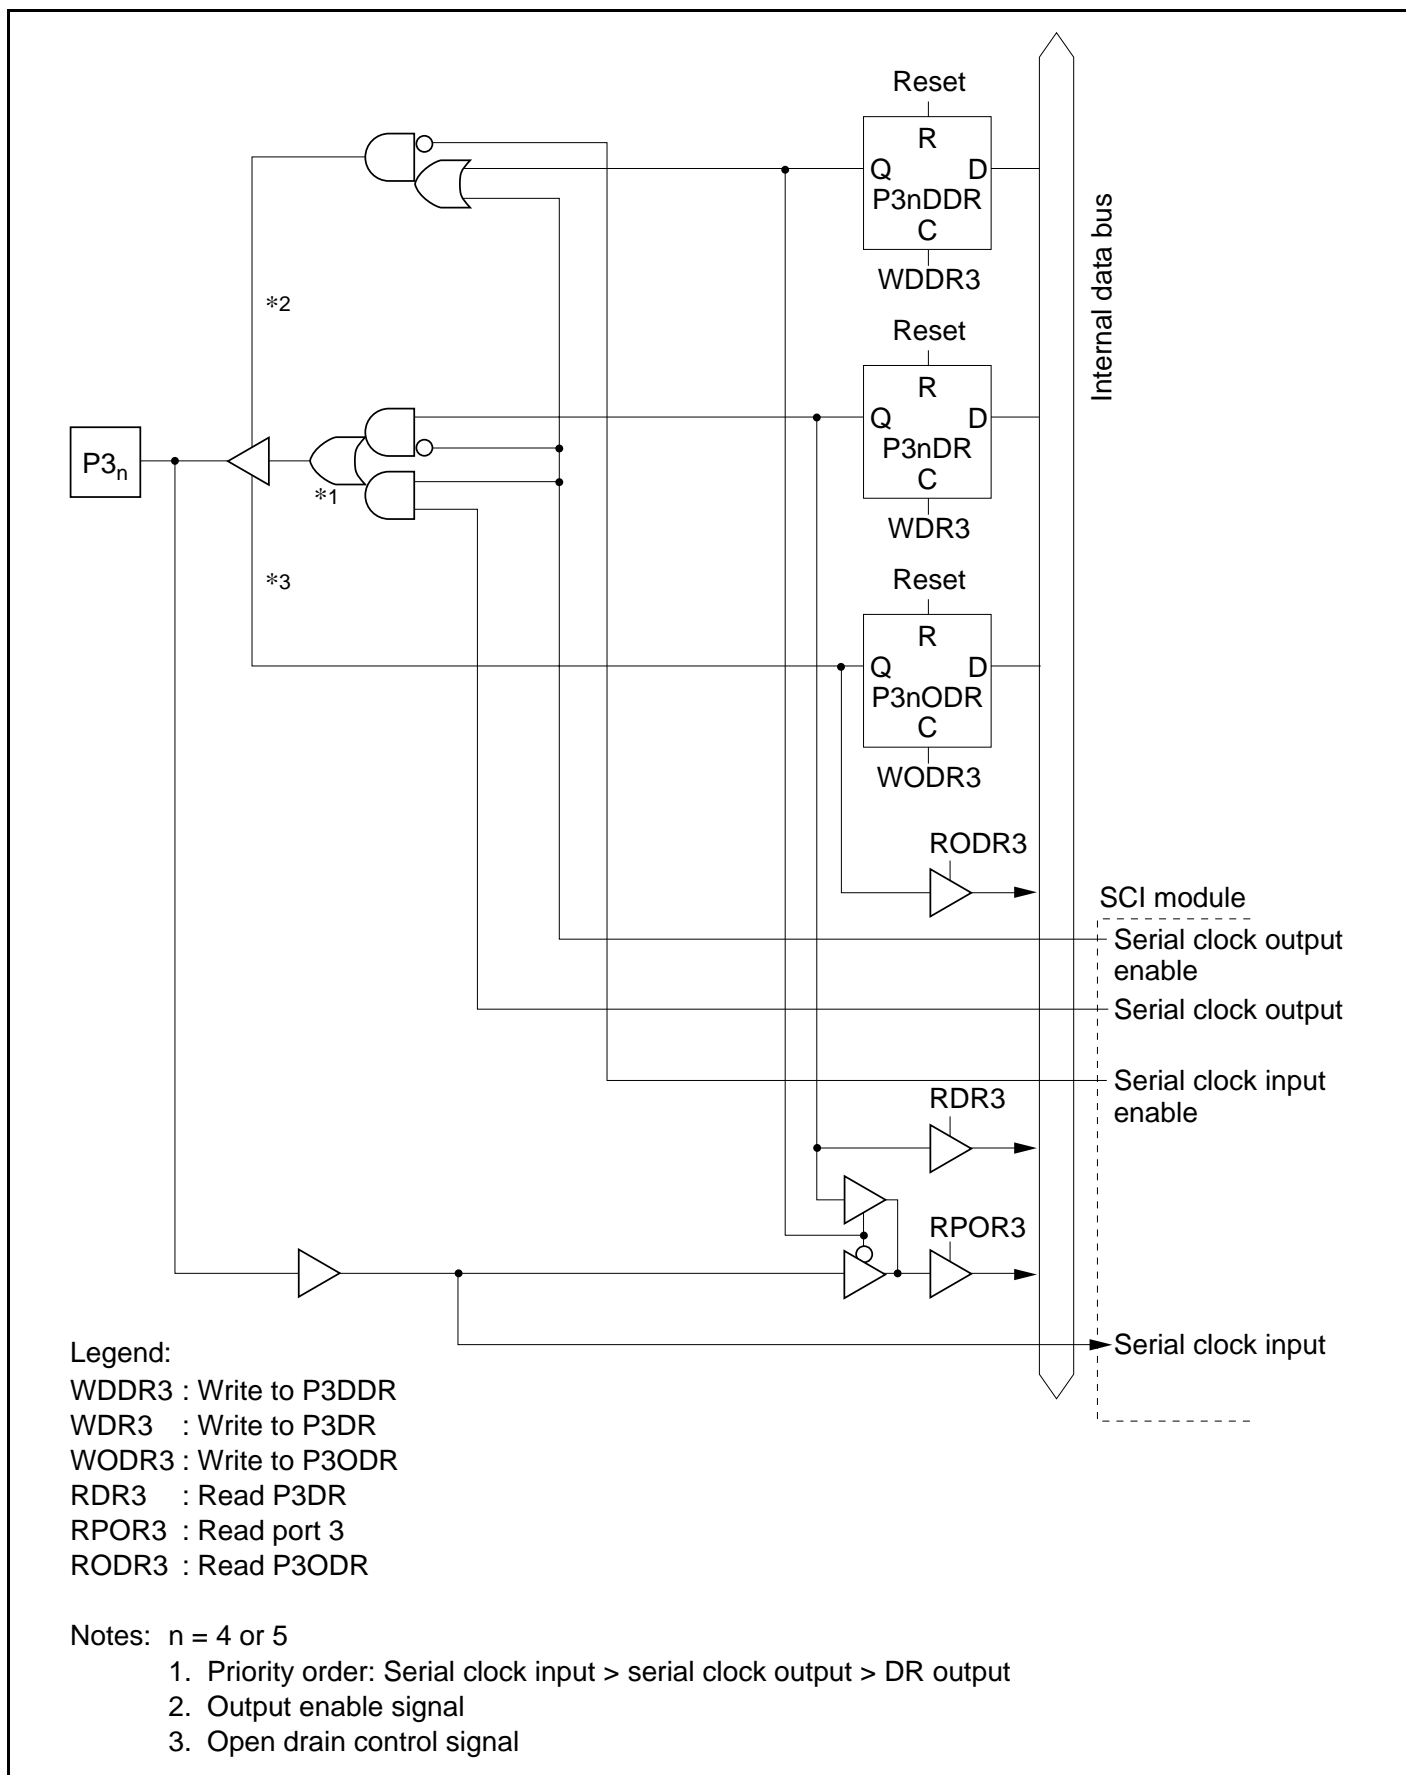 Reset
R
Q D
P3nDDR
C
WDDR3
Internal data bus
*2
Reset
R
Q D
P3nDR
C
WDR3
P3n
*1
*3
Reset
R
Q D
P3nODR
C
WODR3
RODR3
SCI module
Serial clock output
enable
Serial clock output
Serial clock input
enable
RDR3
RPOR3
Serial clock input
Legend:
WDDR3 : Write to P3DDR
WDR3 : Write to P3DR
WODR3 : Write to P3ODR
RDR3 : Read P3DR
RPOR3 : Read port 3
RODR3 : Read P3ODR
Notes: n = 4 or 5
1. Priority order: Serial clock input > serial clock output > DR output
2. Output enable signal
3. Open drain control signal